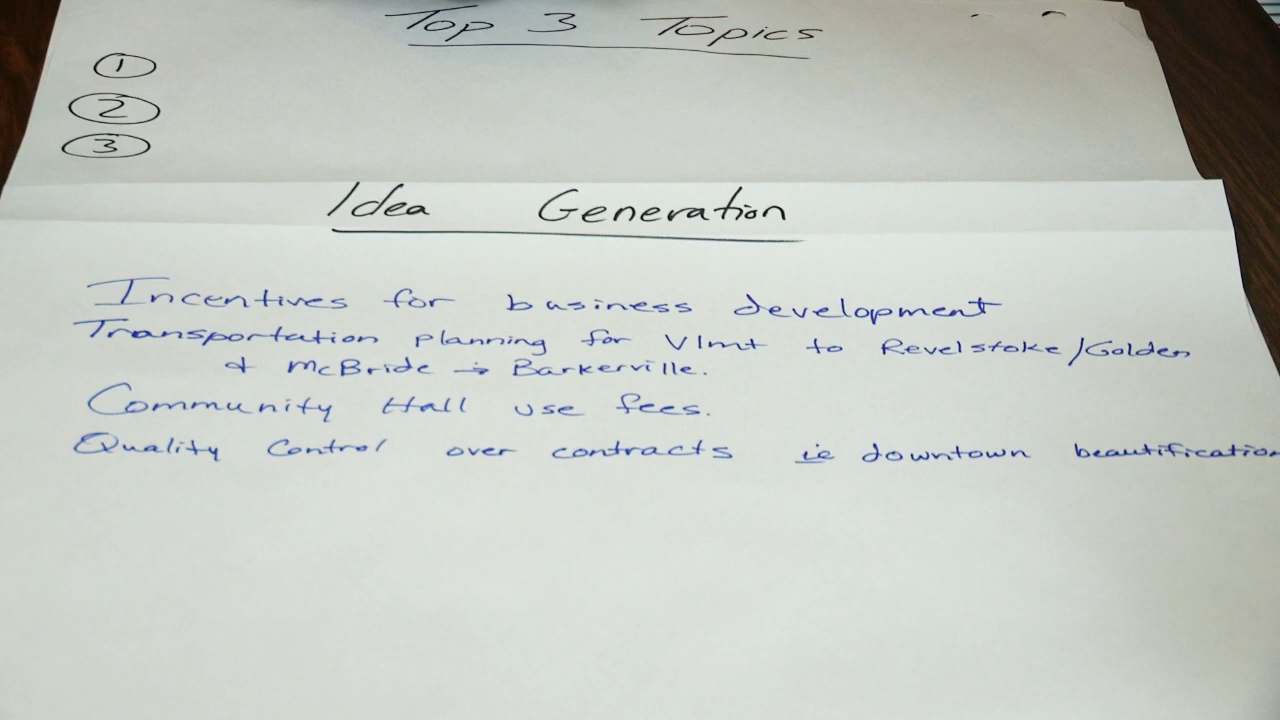 Top 3 Topics
1
2
3
Idea Generation
Incentives for business development
Transportation planning for Vlmt to Revelstoke/Golden
& McBride → Barkerville.
Community Hall use fees.
Quality Control over contracts ie downtown beautification